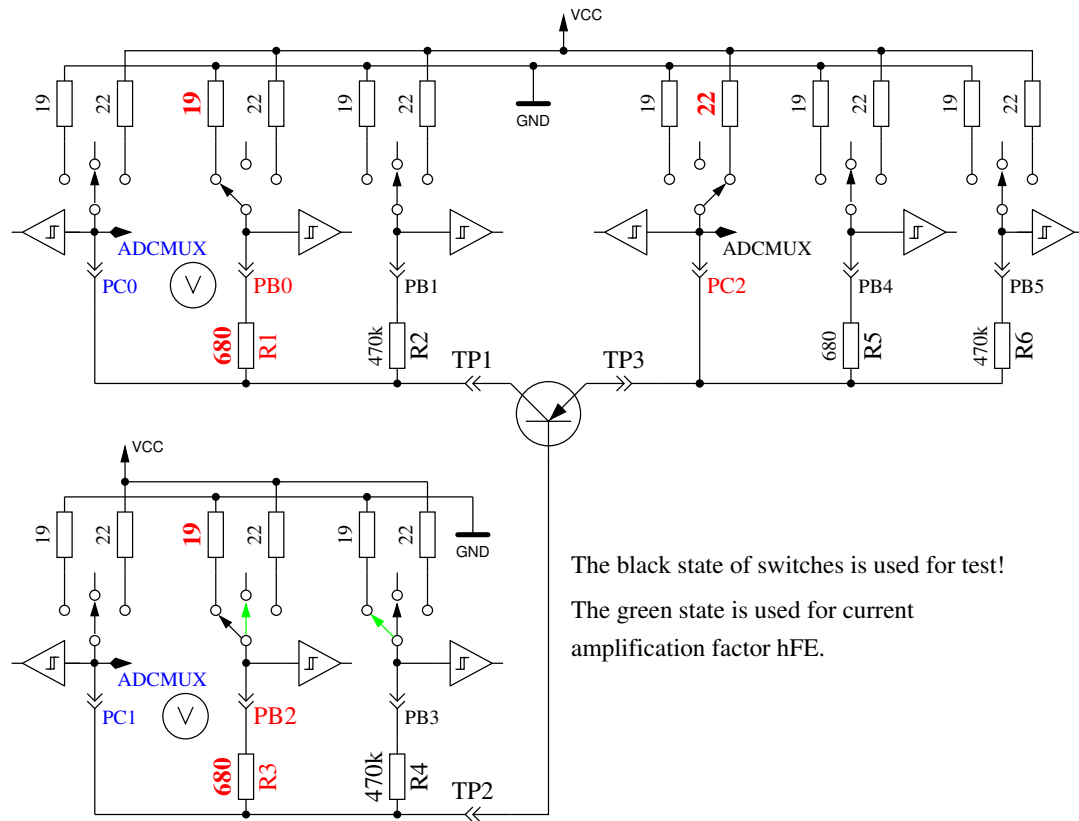 VCC
19
22
19
22
19
22
GND
19
22
19
22
19
22
ADCMUX
ADCMUX
PC0
V
PB0
PB1
PC2
PB4
PB5
680
R1
470k
R2
680
R5
470k
R6
TP1
TP3
VCC
19
22
19
22
19
22
GND
The black state of switches is used for test!
The green state is used for current
amplification factor hFE.
ADCMUX
PC1
V
PB2
PB3
680
R3
470k
R4
TP2